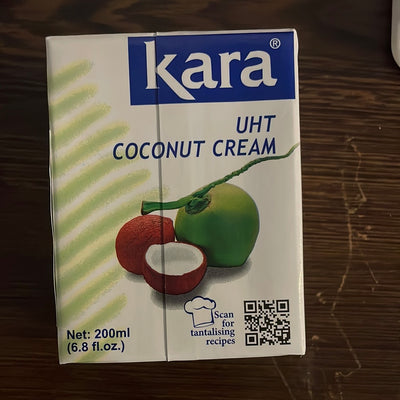 kara®
UHT
COCONUT CREAM
Scan
for
tantalising
recipes
Net: 200ml
(6.8 fl.oz.)